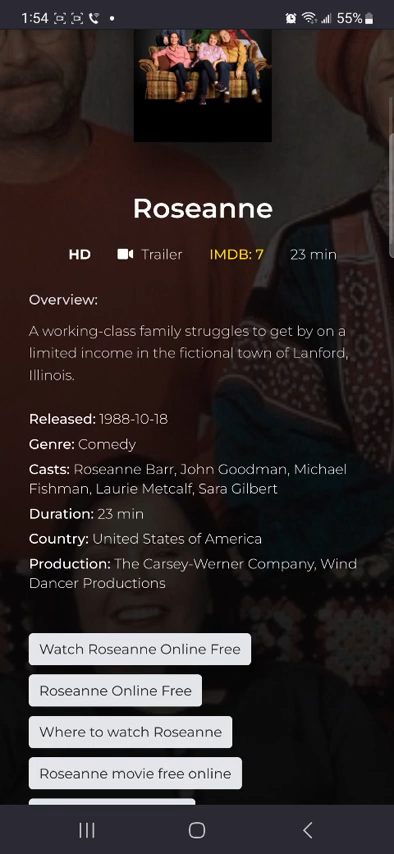 1:54 55%
Roseanne
HD Trailer IMDB: 7 23 min
Overview:
A working-class family struggles to get by on a
limited income in the fictional town of Lanford,
Illinois.
Released: 1988-10-18
Genre: Comedy
Casts: Roseanne Barr, John Goodman, Michael
Fishman, Laurie Metcalf, Sara Gilbert
Duration: 23 min
Country: United States of America
Production: The Carsey-Werner Company, Wind
Dancer Productions
Watch Roseanne Online Free
Roseanne Online Free
Where to watch Roseanne
Roseanne movie free online